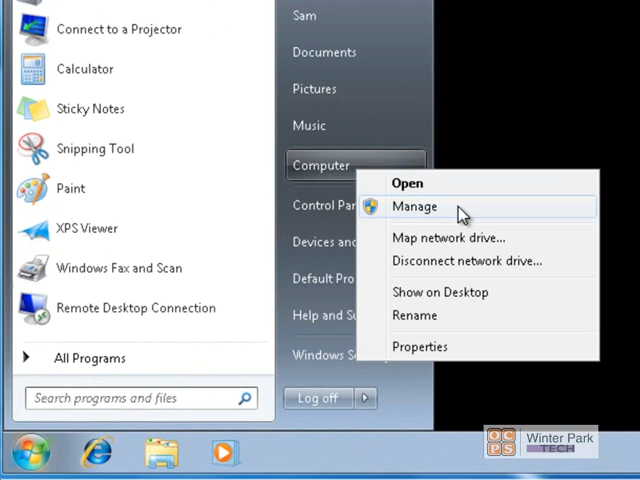 Connect to a Projector
Calculator
Sticky Notes
Snipping Tool
Paint
XPS Viewer
Windows Fax and Scan
Remote Desktop Connection
All Programs
Search programs and files
Sam
Documents
Pictures
Music
Computer
Control Par
Devices and
Default Pro
Help and Su
Windows Se
Log off
Open
Manage
Map network drive...
Disconnect network drive...
Show on Desktop
Rename
Properties
OC
PS
Winter Park
TECH